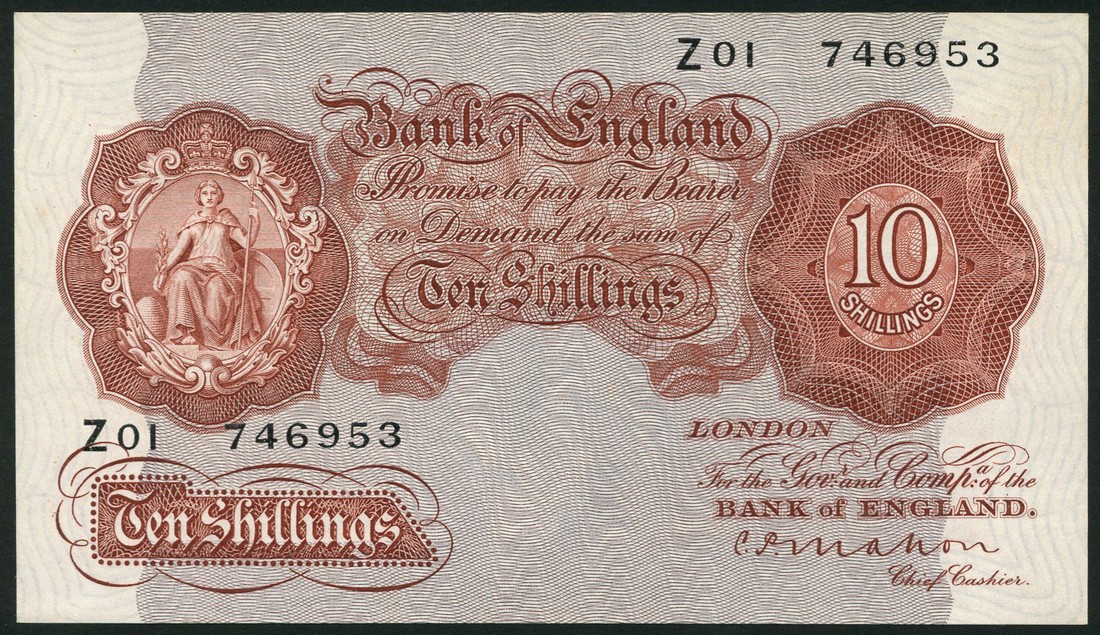 Z01 746953
Bank of England
Promise to pay the Bearer
on Demand the sum of
Ten Shillings
10
SHILLINGS
Z01 746953
LONDON
For the Govr. and Compa. of the
BANK of ENGLAND.
Ten Shillings
C.P.Mahon
Chief Cashier.